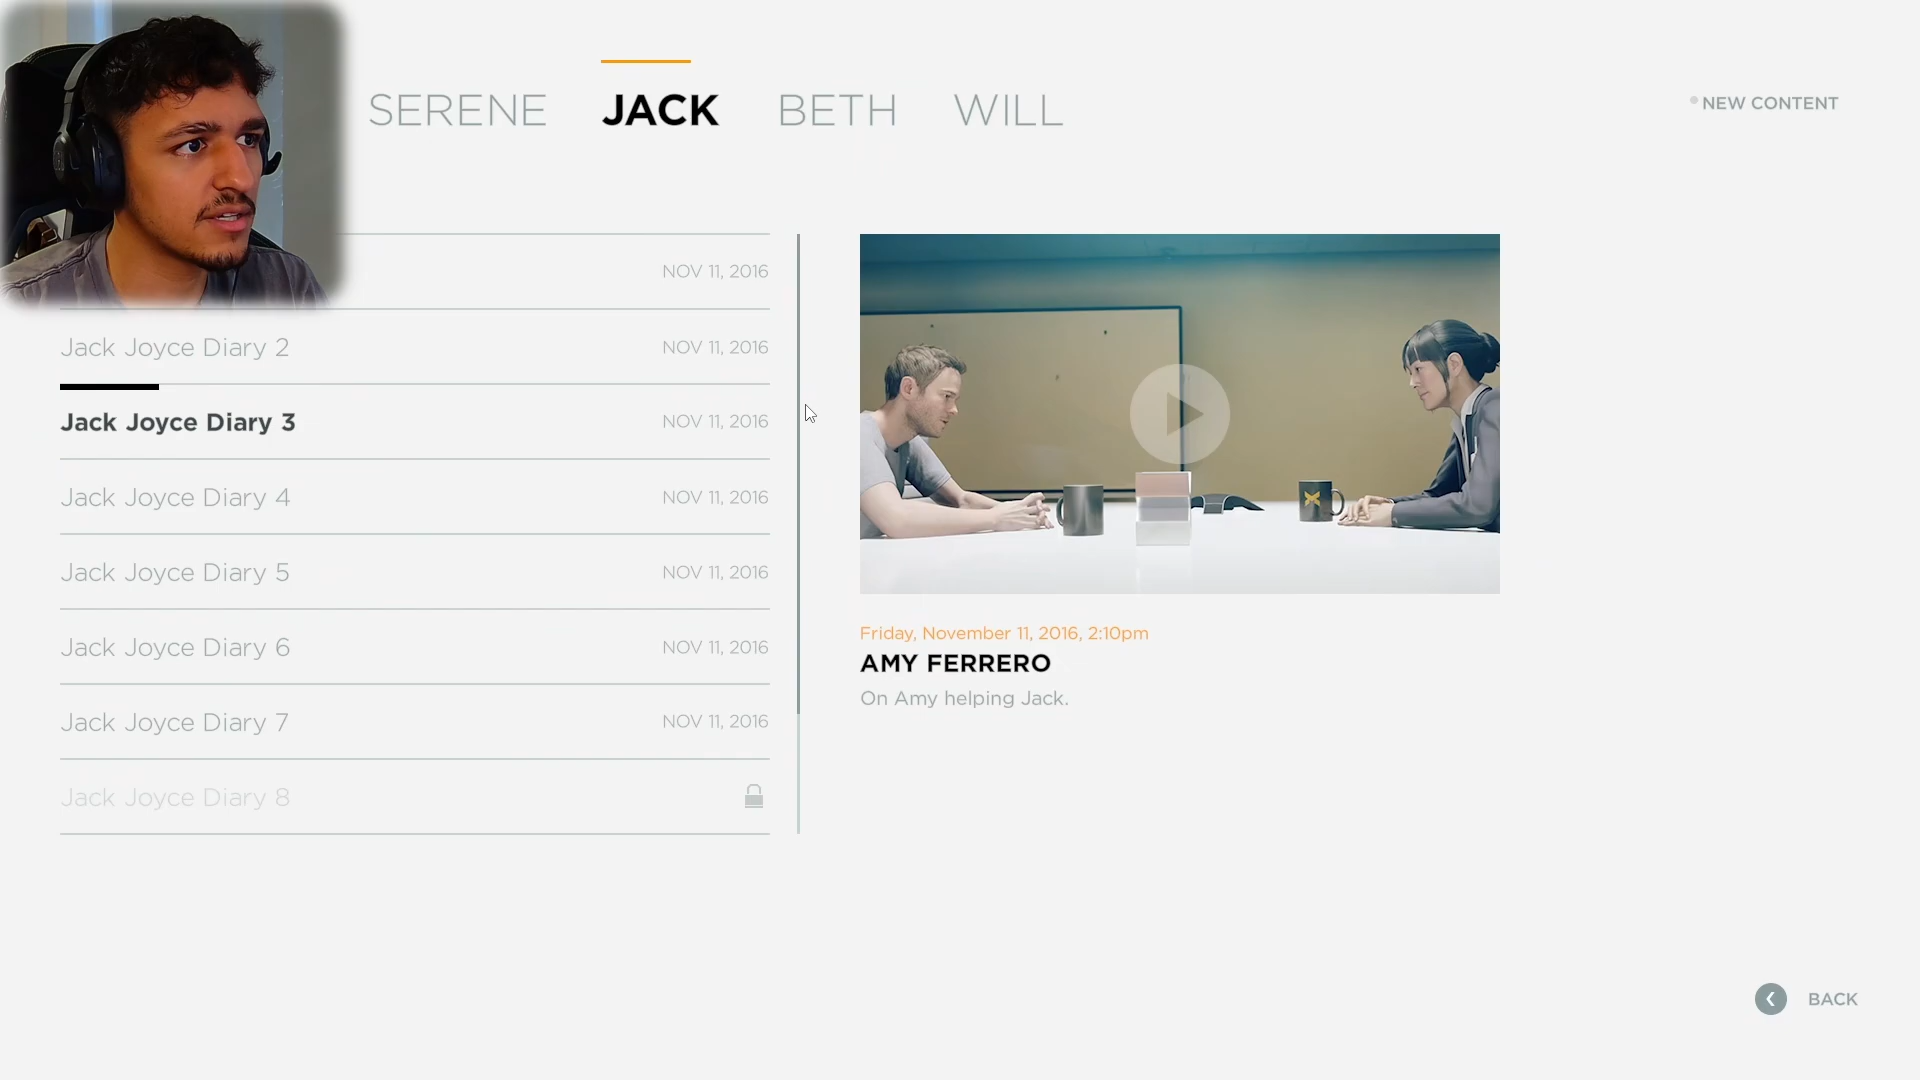 SERENE
JACK
BETH
WILL
NEW CONTENT
NOV 11, 2016
Jack Joyce Diary 2
NOV 11, 2016
Jack Joyce Diary 3
NOV 11, 2016
Jack Joyce Diary 4
NOV 11, 2016
Jack Joyce Diary 5
NOV 11, 2016
Jack Joyce Diary 6
NOV 11, 2016
Jack Joyce Diary 7
NOV 11, 2016
Jack Joyce Diary 8
Friday, November 11, 2016, 2:10pm
AMY FERRERO
On Amy helping Jack.
BACK